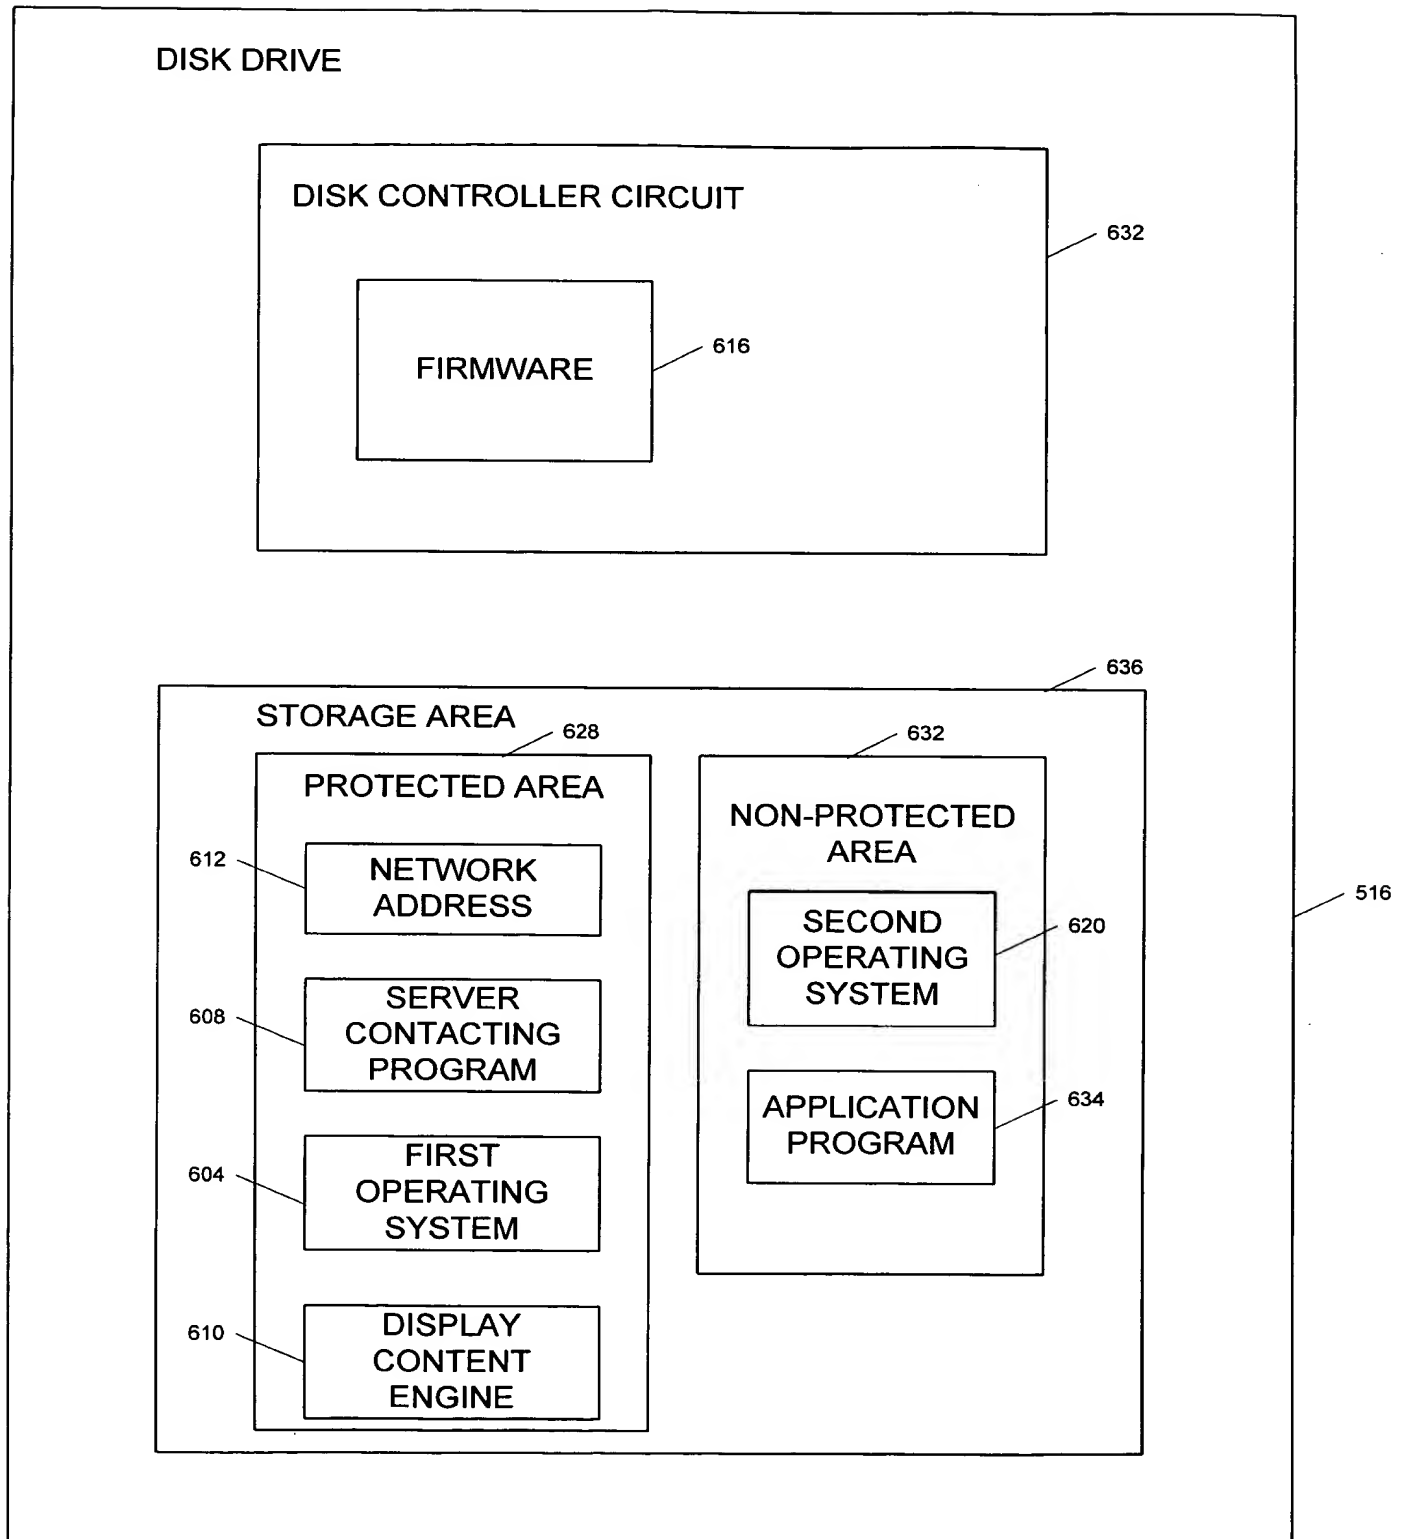 DISK DRIVE
DISK CONTROLLER CIRCUIT
632
FIRMWARE
616
636
STORAGE AREA
628
632
PROTECTED AREA
NON-PROTECTED
AREA
612
NETWORK
ADDRESS
516
SECOND
OPERATING
SYSTEM
620
608
SERVER
CONTACTING
PROGRAM
APPLICATION
PROGRAM
634
604
FIRST
OPERATING
SYSTEM
610
DISPLAY
CONTENT
ENGINE